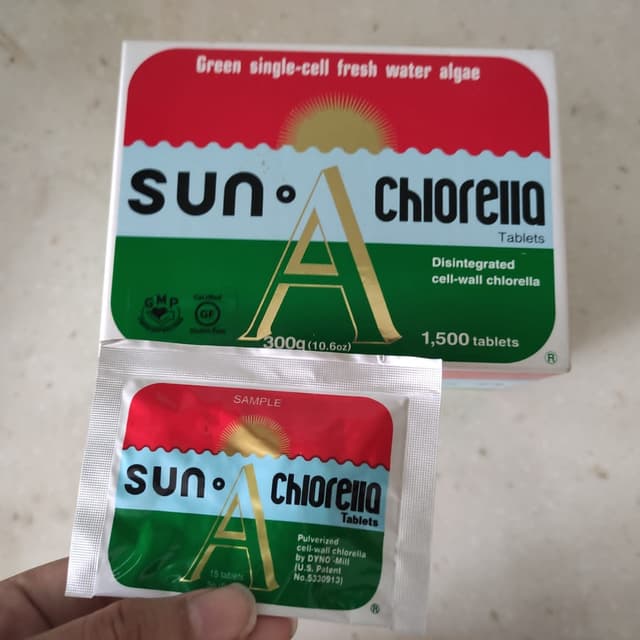 Green single-cell fresh water algae
sun A chlorella
Tablets
Disintegrated
cell-wall chlorella
GMP
Certified
GF
Gluten-Free
300g (10.6oz)
1,500 tablets
®
SAMPLE
sun A chlorella
Tablets
Pulverized
cell-wall chlorella
by DYNO®-Mill
(U.S. Patent
No.5330913)
15 tablets
®